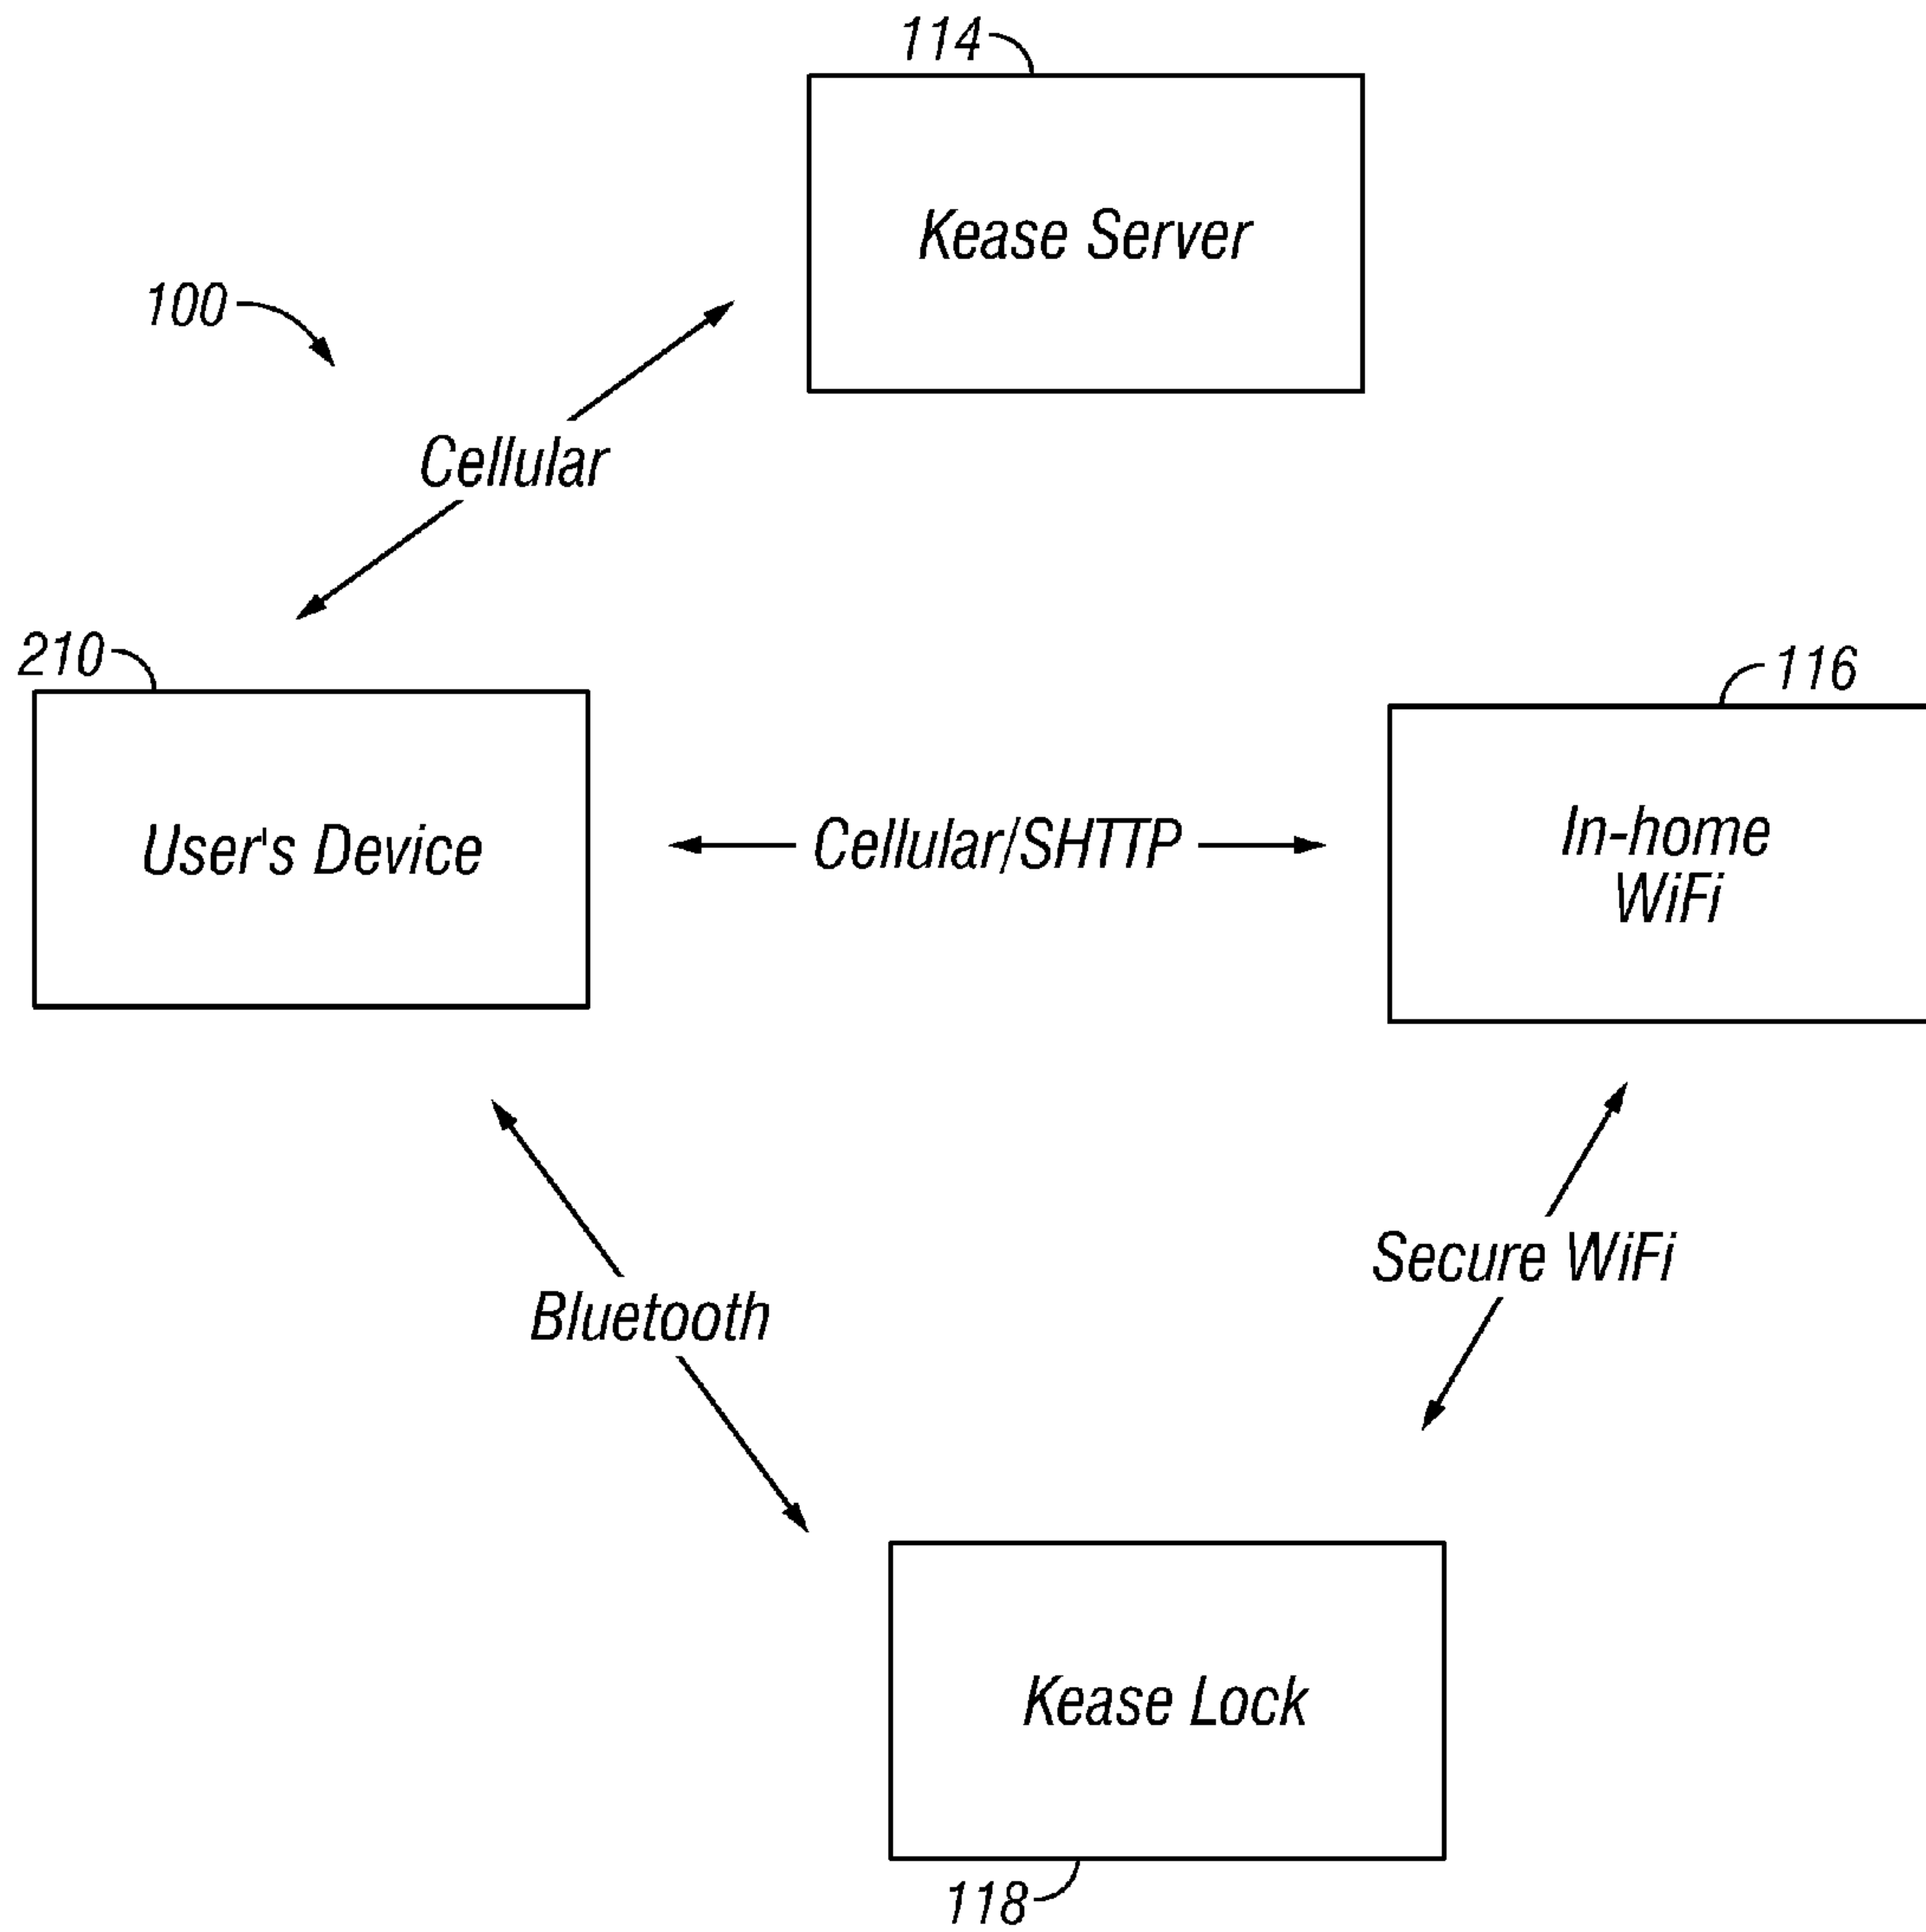 114
Kease Server
100
Cellular
210
116
User's Device
Cellular/SHTTP
In-home
WiFi
Secure WiFi
Bluetooth
Kease Lock
118